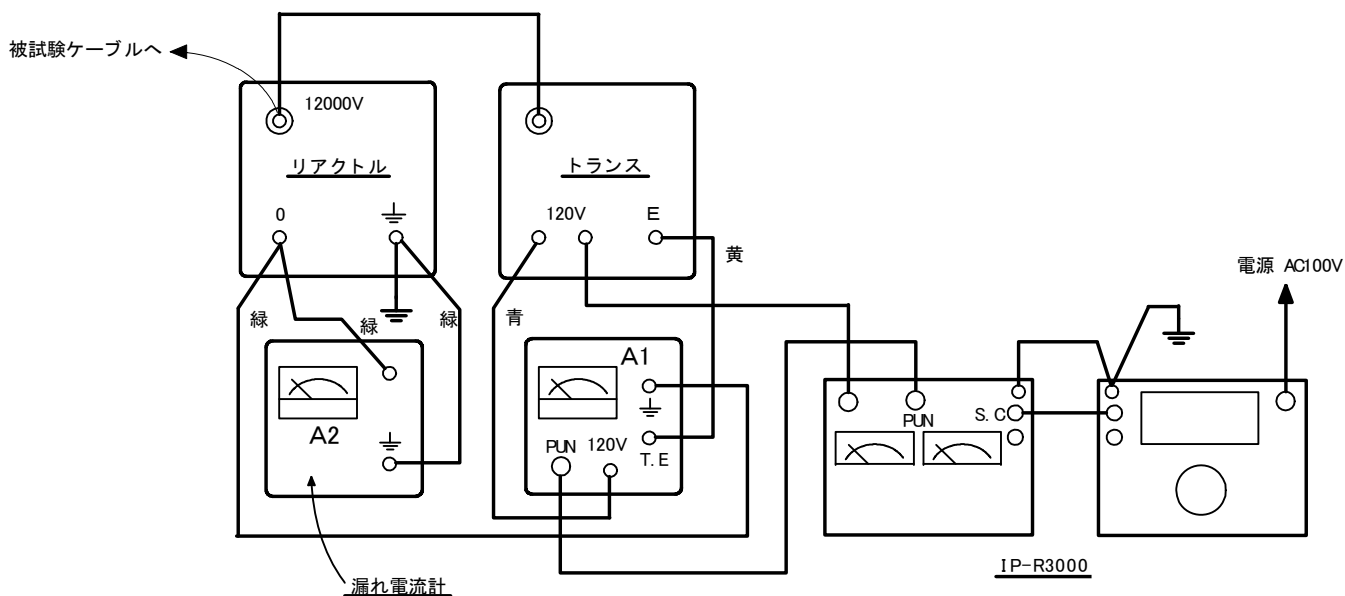 被試験ケーブルへ
12000V
リアクトル
0
トランス
120V
E
黄
電源 AC100V
緑
緑
緑
青
A2
A1
PUN
120V
T.E
PUN
S.C
漏れ電流計
IP-R3000